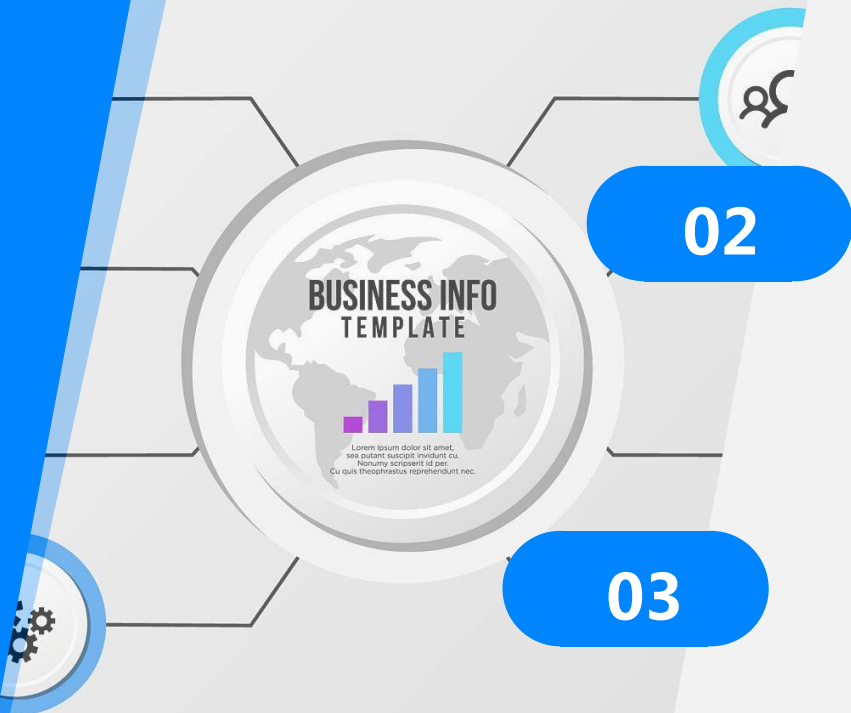 02
BUSINESS INFO
TEMPLATE
Lorem ipsum dolor sit amet,
sea putant suscipit invidunt cu.
Nonumy scripserit id per.
Cu quis theophrastus reprehendunt nec.
03